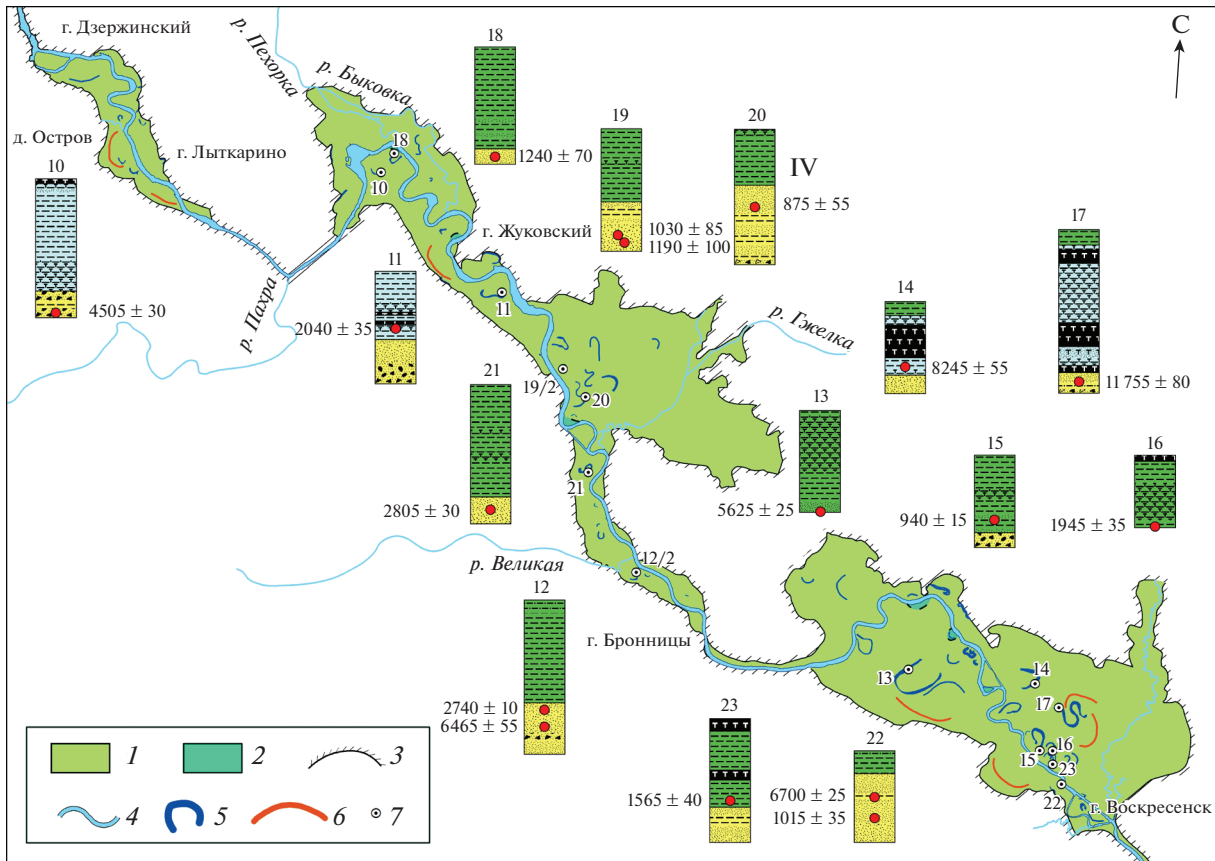 г. Дзержинский
р. Пехорка
р. Быковка
С
д. Остров
г. Лыткарино
18
1240 ± 70
19
1030 ± 85
1190 ± 100
20
IV
875 ± 55
10
4505 ± 30
18
10
г. Жуковский
р. Пахра
11
2040 ± 35
11
р. Гжелка
14
8245 ± 55
17
11 755 ± 80
19/2
20
21
2805 ± 30
21
13
5625 ± 25
15
940 ± 15
16
1945 ± 35
р. Великая
12/2
12
2740 ± 10
6465 ± 55
г. Бронницы
13
14
17
16
15
23
22
г. Воскресенск
23
1565 ± 40
22
6700 ± 25
1015 ± 35
1
2
3
4
5
6
7